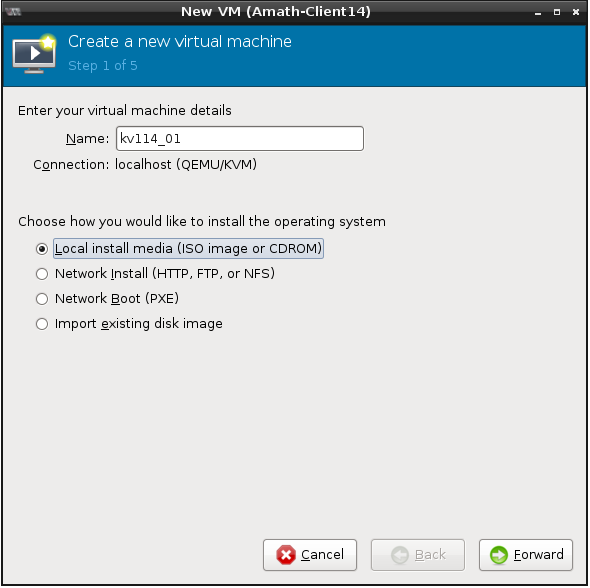 New VM (Amath-Client14)
Create a new virtual machine
Step 1 of 5
Enter your virtual machine details
Name: kv114_01
Connection: localhost (QEMU/KVM)
Choose how you would like to install the operating system
Local install media (ISO image or CDROM)
Network Install (HTTP, FTP, or NFS)
Network Boot (PXE)
Import existing disk image
Cancel Back Forward